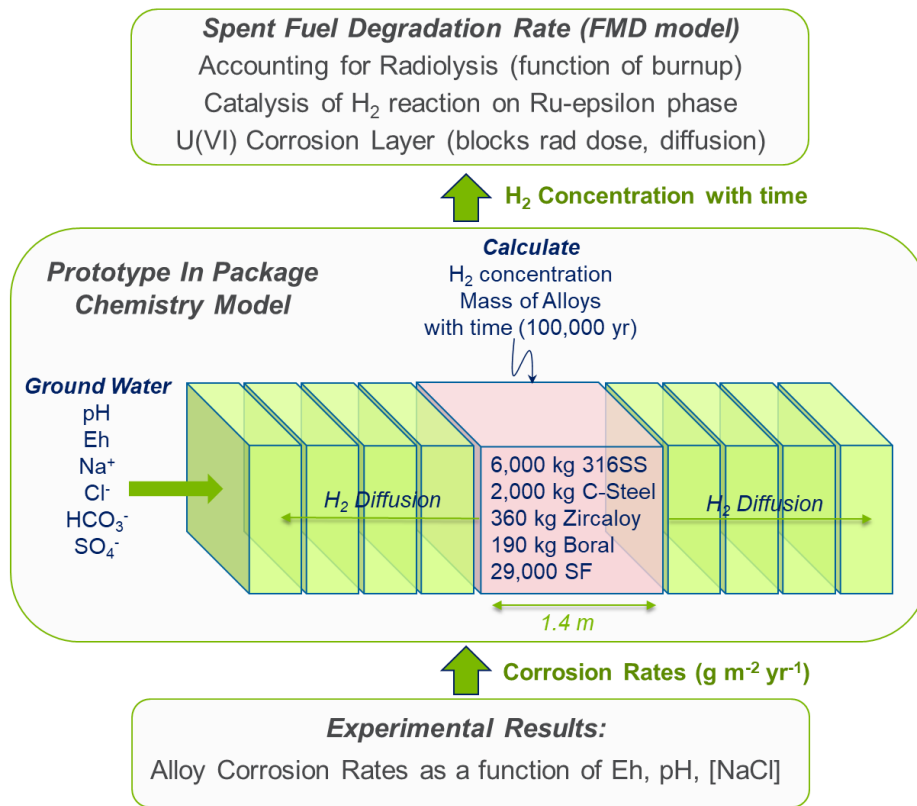 Spent Fuel Degradation Rate (FMD model)
Accounting for Radiolysis (function of burnup)
Catalysis of H₂ reaction on Ru-epsilon phase
U(VI) Corrosion Layer (blocks rad dose, diffusion)
H₂ Concentration with time
Prototype In Package
Chemistry Model
Calculate
H₂ concentration
Mass of Alloys
with time (100,000 yr)
Ground Water
pH
Eh
Na⁺
Cl⁻
HCO₃⁻
SO₄⁻
H₂ Diffusion
6,000 kg 316SS
2,000 kg C-Steel
360 kg Zircaloy
190 kg Boral
29,000 SF
H₂ Diffusion
1.4 m
Corrosion Rates (g m⁻² yr⁻¹)
Experimental Results:
Alloy Corrosion Rates as a function of Eh, pH, [NaCl]